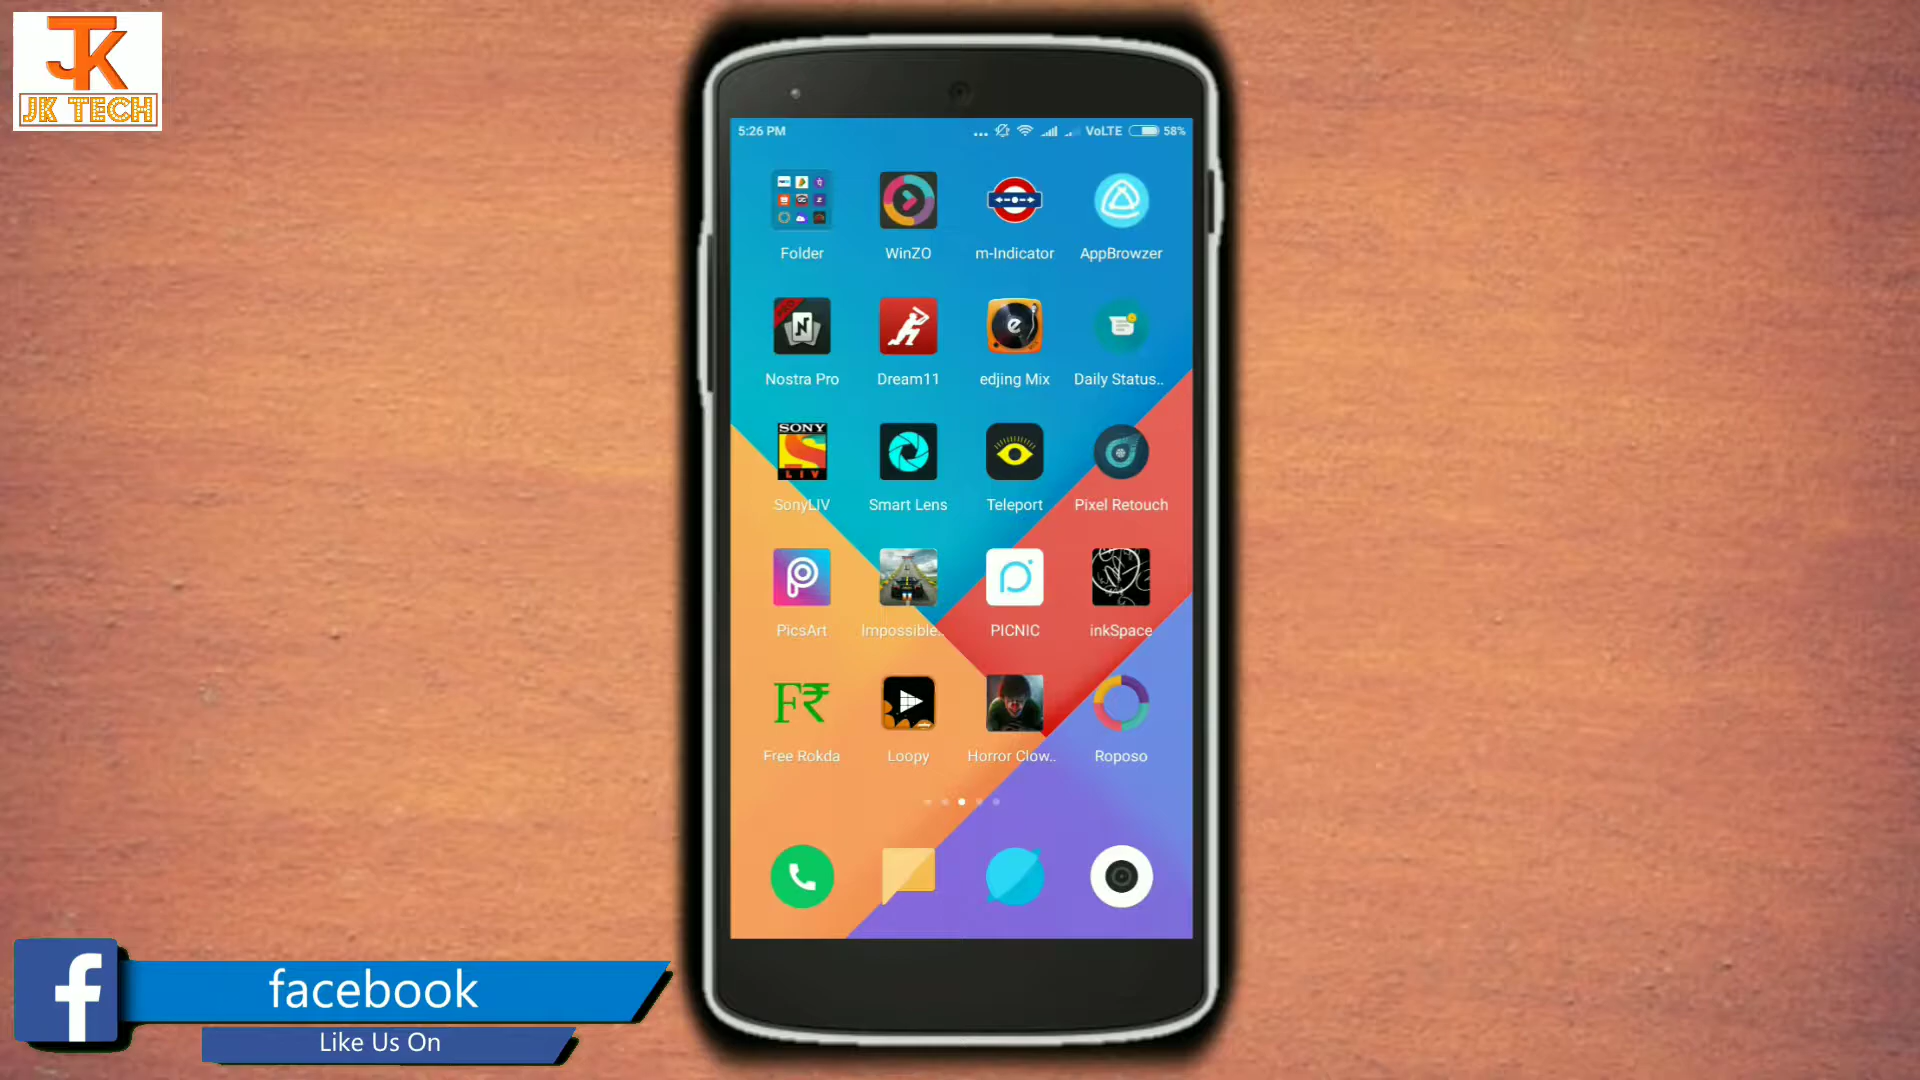 JK
JK TECH
5:26 PM
... VoLTE 58%
Folder
WinZO
m-Indicator
AppBrowzer
Nostra Pro
Dream11
edjing Mix
Daily Status..
SONY
LIV
SonyLIV
Smart Lens
Teleport
Pixel Retouch
PicsArt
Impossible..
PICNIC
inkSpace
F₹
Free Rokda
Loopy
Horror Clow..
Roposo
f
facebook
Like Us On